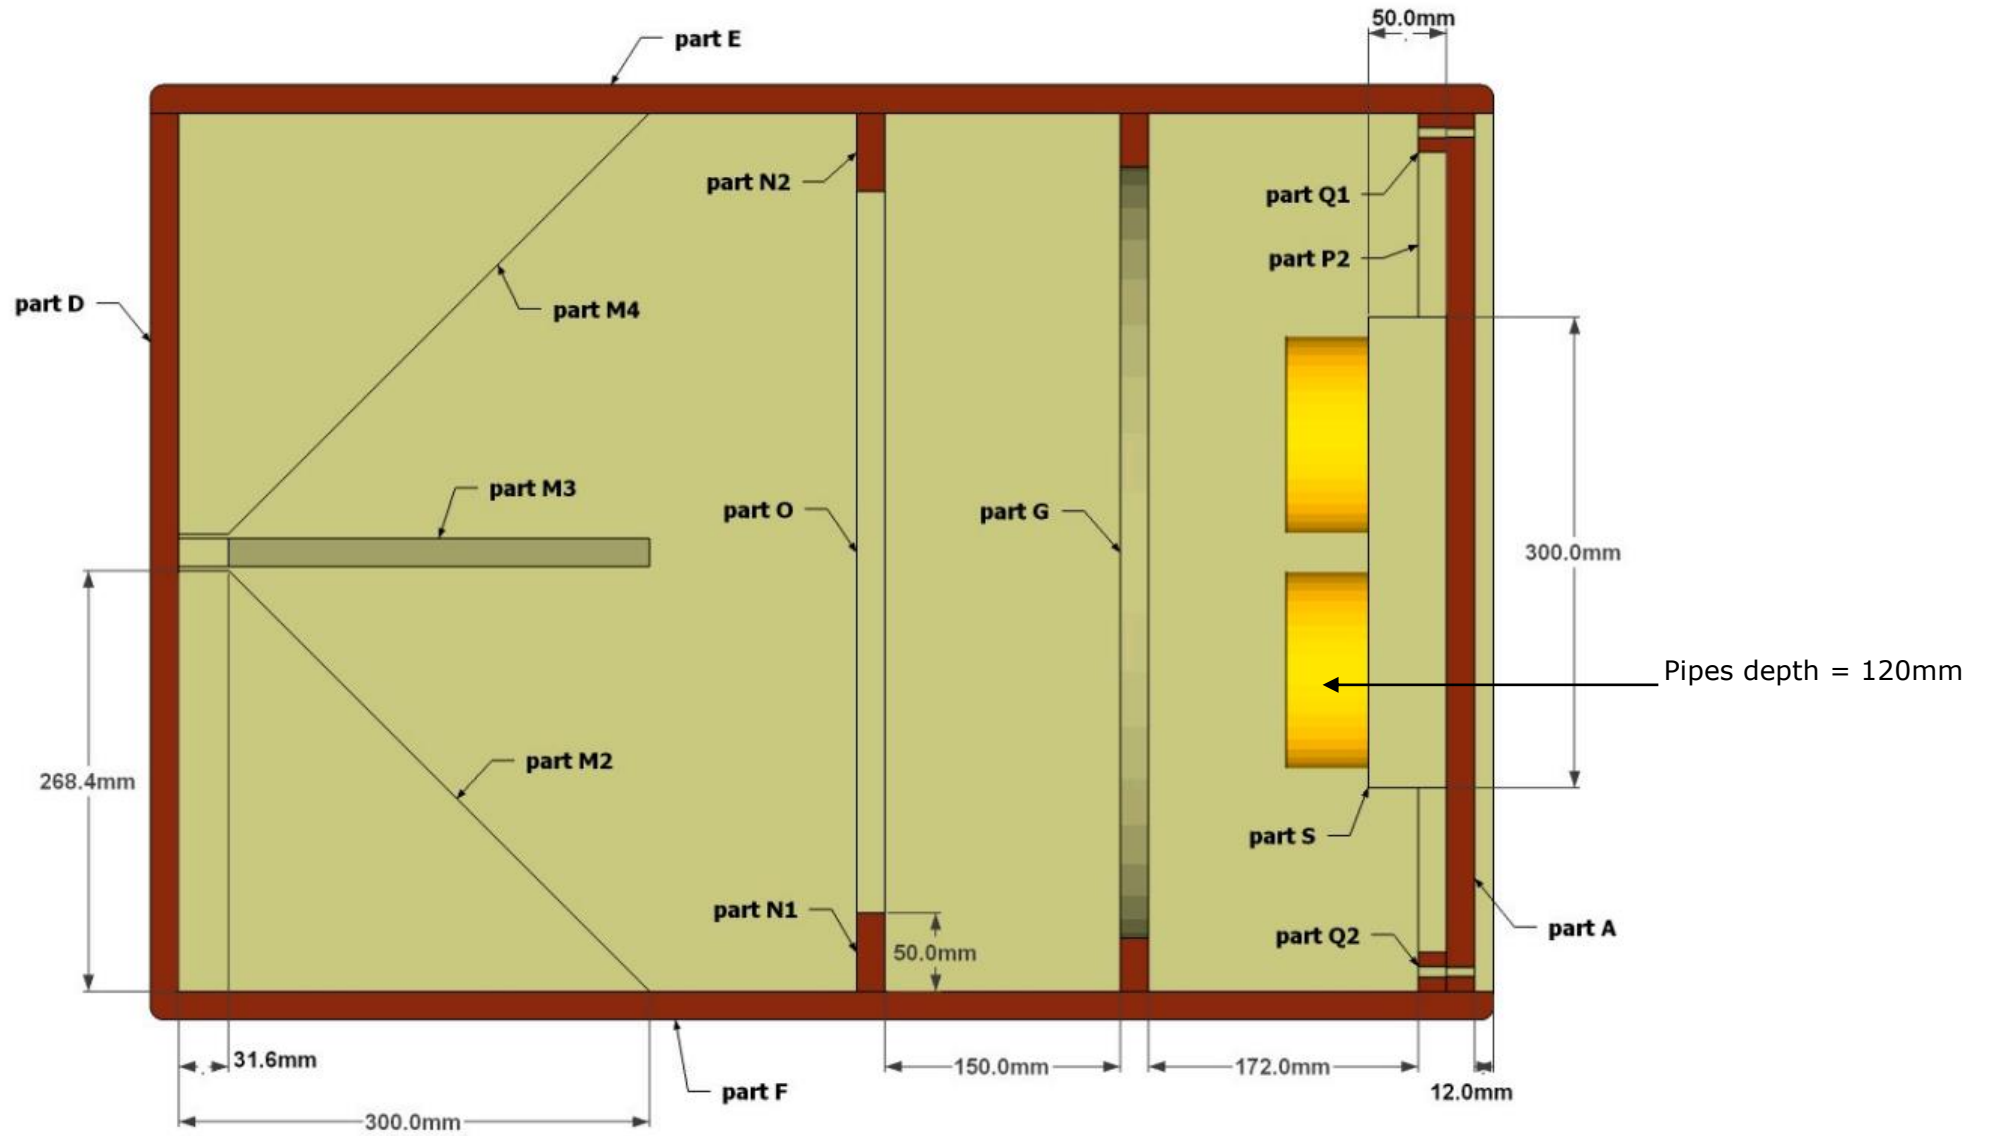 50.0mm
part E
part N2
part Q1
part P2
part D
part M4
part M3
part O
part G
300.0mm
Pipes depth = 120mm
part M2
268.4mm
part S
part N1
part A
part Q2
50.0mm
31.6mm
150.0mm
172.0mm
12.0mm
part F
300.0mm